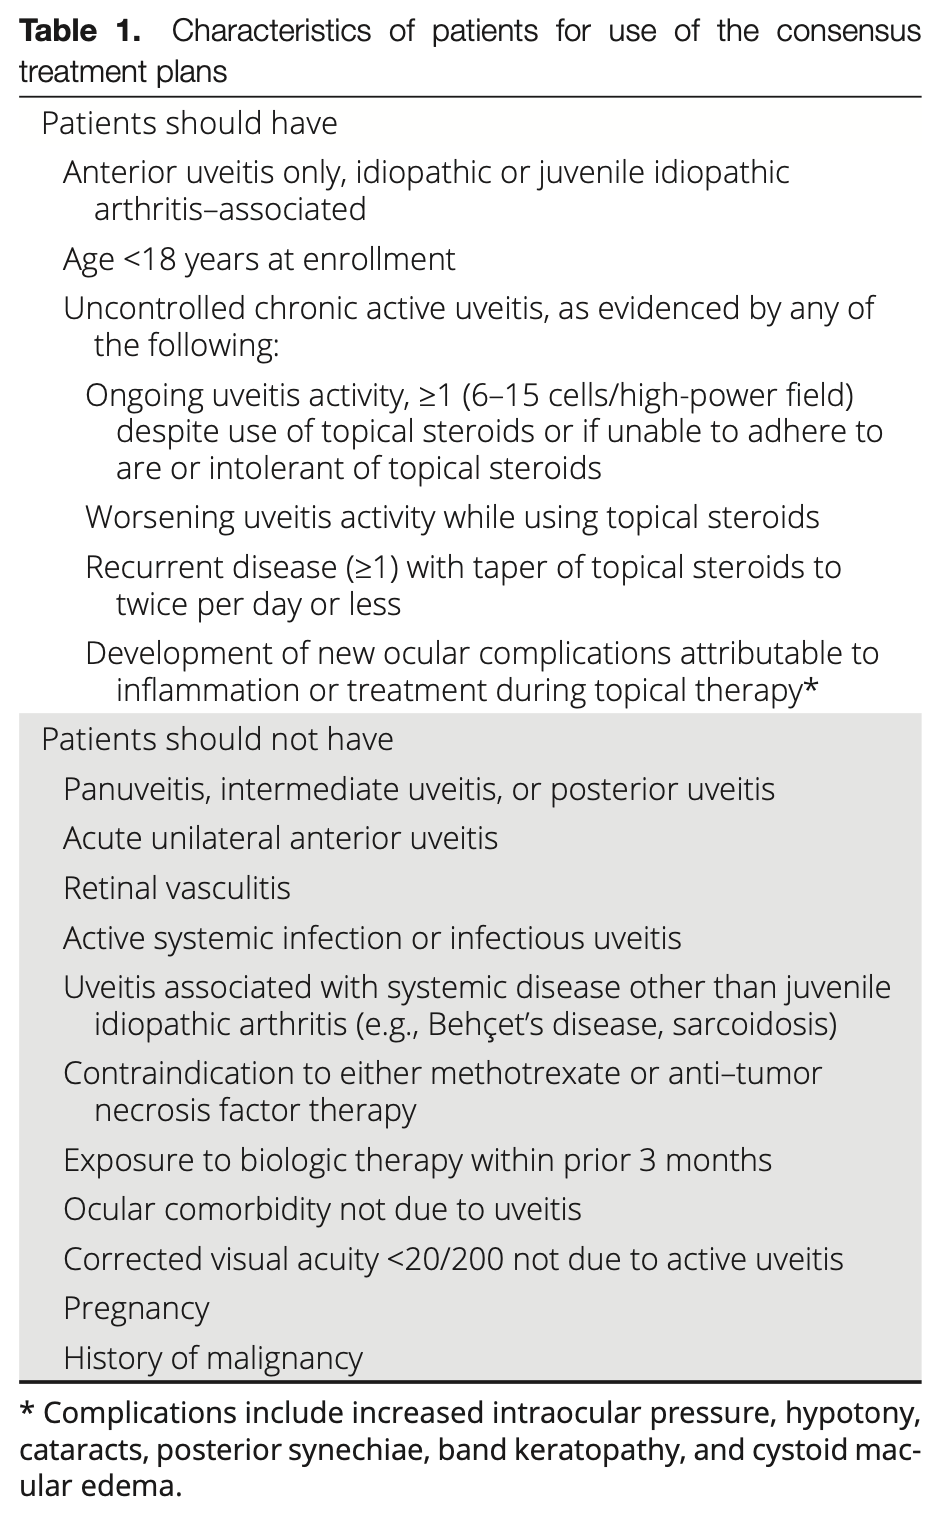 Table 1. Characteristics of patients for use of the consensus
treatment plans
Patients should have
Anterior uveitis only, idiopathic or juvenile idiopathic
arthritis–associated
Age <18 years at enrollment
Uncontrolled chronic active uveitis, as evidenced by any of
the following:
Ongoing uveitis activity, ≥1 (6–15 cells/high-power field)
despite use of topical steroids or if unable to adhere to
are or intolerant of topical steroids
Worsening uveitis activity while using topical steroids
Recurrent disease (≥1) with taper of topical steroids to
twice per day or less
Development of new ocular complications attributable to
inflammation or treatment during topical therapy*
Patients should not have
Panuveitis, intermediate uveitis, or posterior uveitis
Acute unilateral anterior uveitis
Retinal vasculitis
Active systemic infection or infectious uveitis
Uveitis associated with systemic disease other than juvenile
idiopathic arthritis (e.g., Behçet’s disease, sarcoidosis)
Contraindication to either methotrexate or anti–tumor
necrosis factor therapy
Exposure to biologic therapy within prior 3 months
Ocular comorbidity not due to uveitis
Corrected visual acuity <20/200 not due to active uveitis
Pregnancy
History of malignancy
* Complications include increased intraocular pressure, hypotony,
cataracts, posterior synechiae, band keratopathy, and cystoid mac-
ular edema.